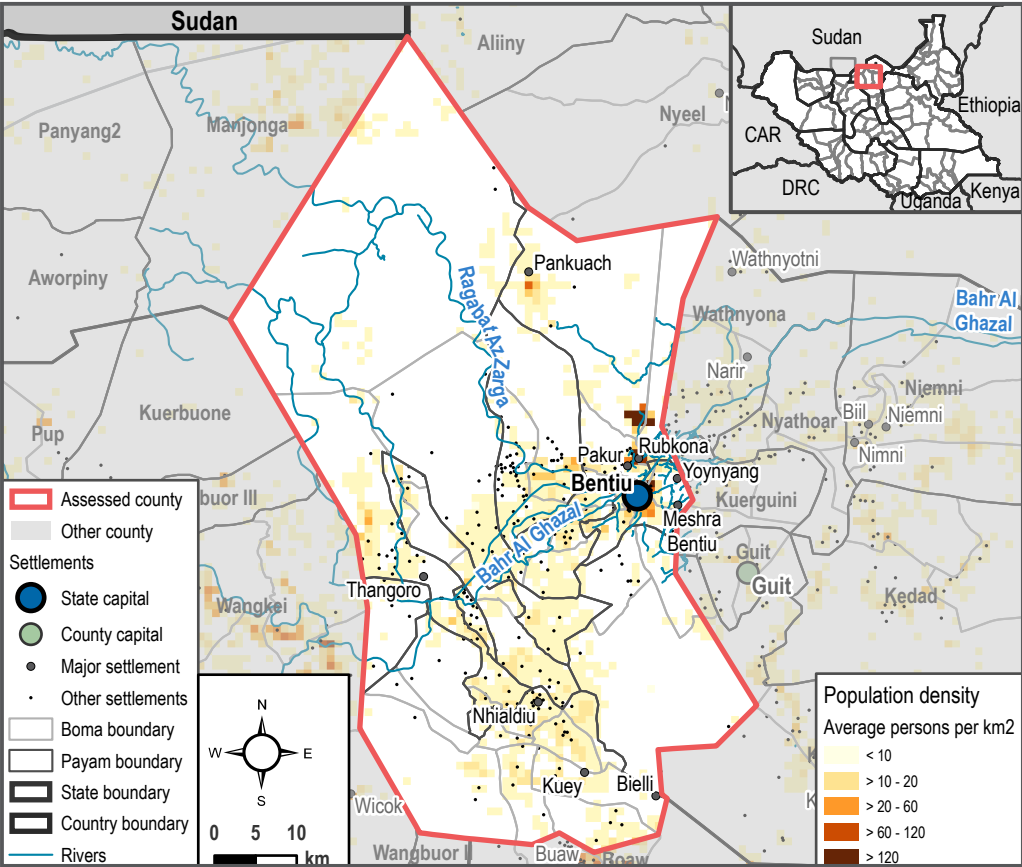 Sudan
Aliiny
Sudan
Nyeel
N
Panyang2
Manjonga
Ethiopia
CAR
DRC
Kenya
Uganda
Pankuach
Wathnyotni
Aworpiny
Ragabat Az Zarga
Bahr Al
Ghazal
Wathnyona
Narir
Niemni
Kuerbuone
Nyathoar
Biil
Niemni
Pup
Nimni
Rubkona
Pakur
Yoynyang
Bentiu
buor III
Kuerguini
Meshra
Bentiu
Bahr Al Ghazal
Guit
Guit
Thangoro
Kedad
Wangkei
Nhialdiu
Kuey
Bielli
Wicok
Wangbuor II
Buaw
Roaw
K
K
Assessed county
Other county
Settlements
State capital
County capital
Major settlement
Other settlements
Boma boundary
Payam boundary
State boundary
Country boundary
Rivers
N
W
E
S
0 5 10
km
Population density
Average persons per km2
< 10
> 10 - 20
> 20 - 60
> 60 - 120
> 120